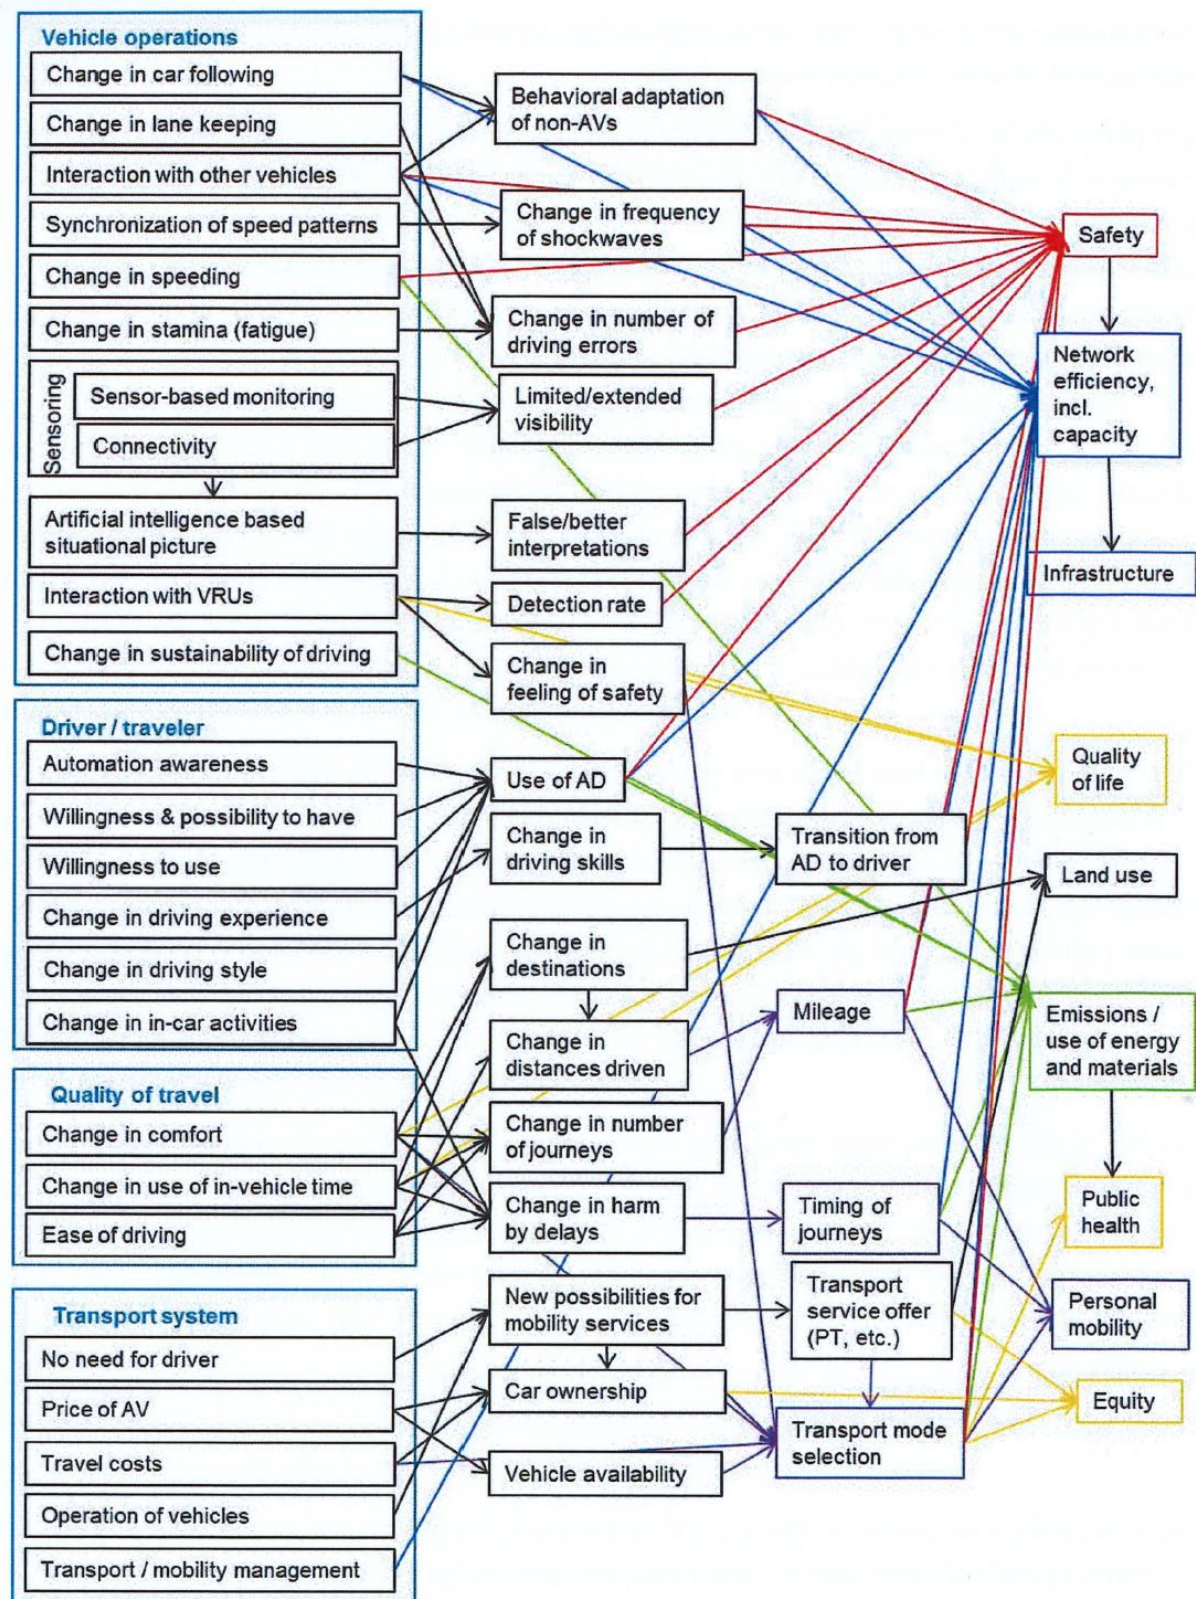 Vehicle operations
Change in car following
Change in lane keeping
Interaction with other vehicles
Synchronization of speed patterns
Change in speeding
Change in stamina (fatigue)
Sensoring
Sensor-based monitoring
Connectivity
Artificial intelligence based
situational picture
Interaction with VRUs
Change in sustainability of driving
Driver / traveler
Automation awareness
Willingness & possibility to have
Willingness to use
Change in driving experience
Change in driving style
Change in in-car activities
Quality of travel
Change in comfort
Change in use of in-vehicle time
Ease of driving
Transport system
No need for driver
Price of AV
Travel costs
Operation of vehicles
Transport / mobility management
Behavioral adaptation
of non-AVs
Change in frequency
of shockwaves
Change in number of
driving errors
Limited/extended
visibility
False/better
interpretations
Detection rate
Change in
feeling of safety
Use of AD
Change in
driving skills
Change in
destinations
Change in
distances driven
Change in number
of journeys
Change in harm
by delays
New possibilities for
mobility services
Car ownership
Vehicle availability
Transition from
AD to driver
Mileage
Timing of
journeys
Transport
service offer
(PT, etc.)
Transport mode
selection
Safety
Network
efficiency,
incl.
capacity
Infrastructure
Quality
of life
Land use
Emissions /
use of energy
and materials
Public
health
Personal
mobility
Equity